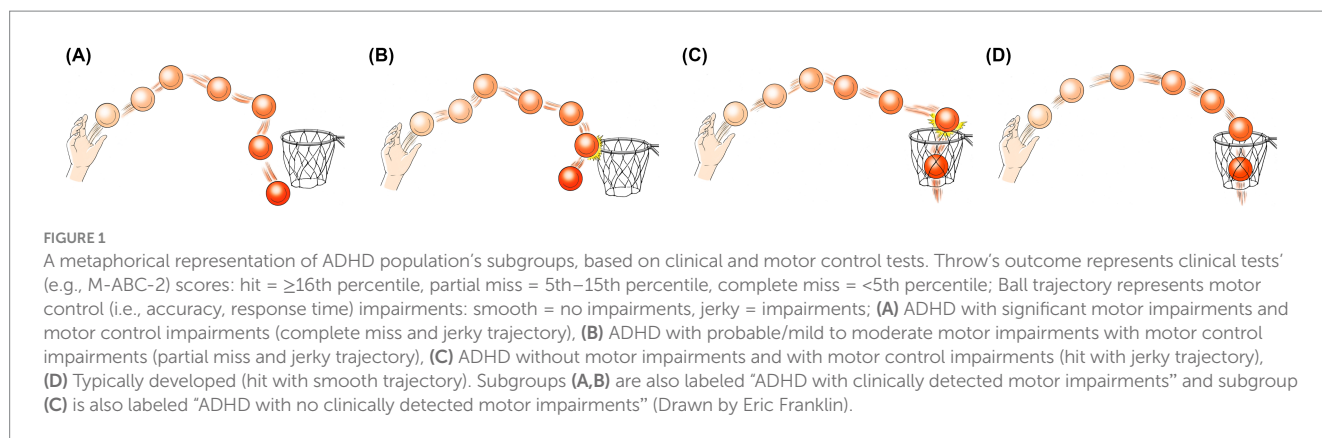 (A)
(B)
(C)
(D)
FIGURE 1
A metaphorical representation of ADHD population's subgroups, based on clinical and motor control tests. Throw's outcome represents clinical tests'
(e.g., M-ABC-2) scores: hit = ≥16th percentile, partial miss = 5th–15th percentile, complete miss = <5th percentile; Ball trajectory represents motor
control (i.e., accuracy, response time) impairments: smooth = no impairments, jerky = impairments; (A) ADHD with significant motor impairments and
motor control impairments (complete miss and jerky trajectory), (B) ADHD with probable/mild to moderate motor impairments with motor control
impairments (partial miss and jerky trajectory), (C) ADHD without motor impairments and with motor control impairments (hit with jerky trajectory),
(D) Typically developed (hit with smooth trajectory). Subgroups (A,B) are also labeled "ADHD with clinically detected motor impairments" and subgroup
(C) is also labeled "ADHD with no clinically detected motor impairments" (Drawn by Eric Franklin).